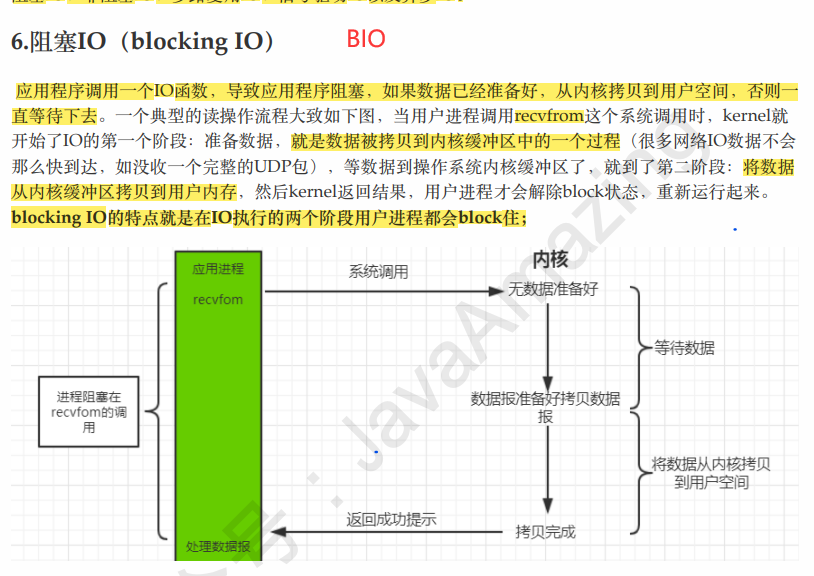 6.阻塞IO（blocking IO）
BIO
应用程序调用一个IO函数，导致应用程序阻塞，如果数据已经准备好，从内核拷贝到用户空间，否则一
直等待下去。一个典型的读操作流程大致如下图，当用户进程调用recvfrom这个系统调用时，kernel就
开始了IO的第一个阶段：准备数据，就是数据被拷贝到内核缓冲区中的一个过程（很多网络IO数据不会
那么快到达，如没收一个完整的UDP包），等数据到操作系统内核缓冲区了，就到了第二阶段：将数据
从内核缓冲区拷贝到用户内存，然后kernel返回结果，用户进程才会解除block状态，重新运行起来。
blocking IO的特点就是在IO执行的两个阶段用户进程都会block住；
应用进程
recvfom
系统调用
内核
无数据准备好
等待数据
进程阻塞在
recvfom的调
用
数据报准备好拷贝数据
报
将数据从内核拷贝
到用户空间
返回成功提示
拷贝完成
处理数据报
公众号：JavaAmazing